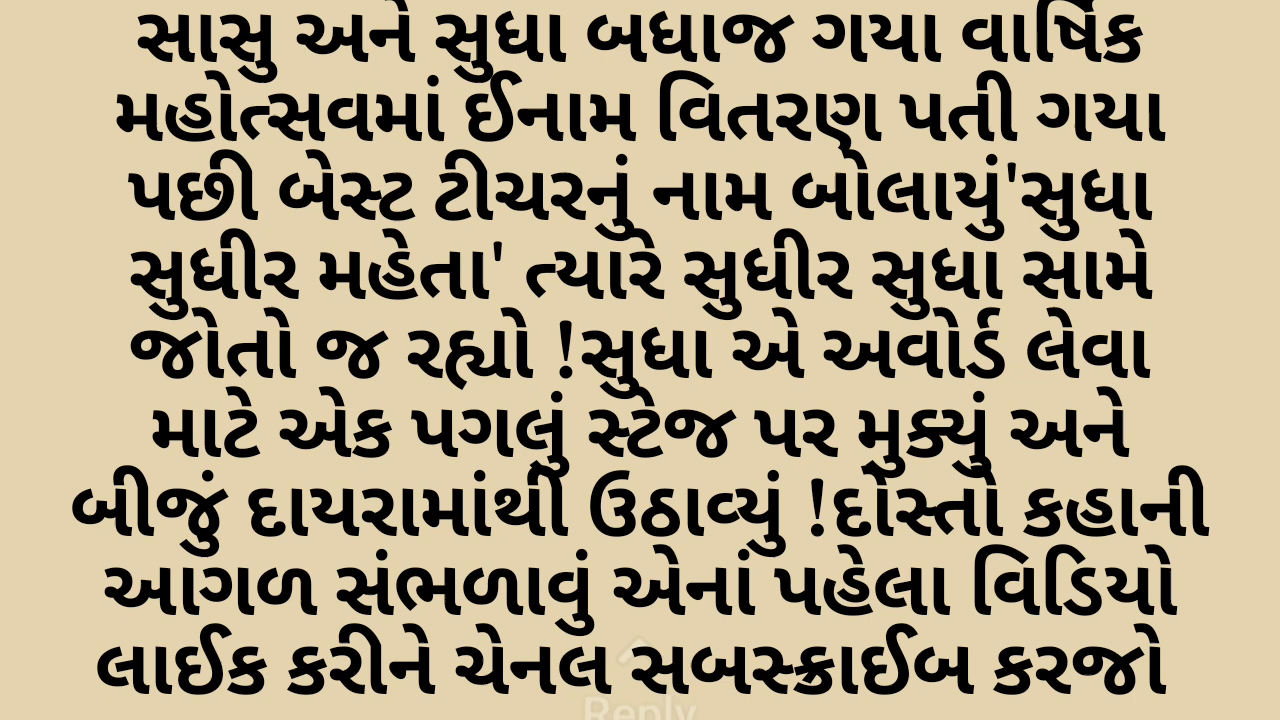 સાસુ અને સુધા બધાજ ગયા વાર્ષિક
મહોત્સવમાં ઈનામ વિતરણ પતી ગયા
પછી બેસ્ટ ટીચરનું નામ બોલાયું'સુધા
સુધીર મહેતા' ત્યારે સુધીર સુધા સામે
જોતો જ રહ્યો !સુધા એ અવોર્ડ લેવા
માટે એક પગલું સ્ટેજ પર મુક્યું અને
બીજું દાયરામાંથી ઉઠાવ્યું !દોસ્તો કહાની
આગળ સંભળાવું એનાં પહેલા વિડિયો
લાઈક કરીને ચેનલ સબસ્ક્રાઈબ કરજો
Reply